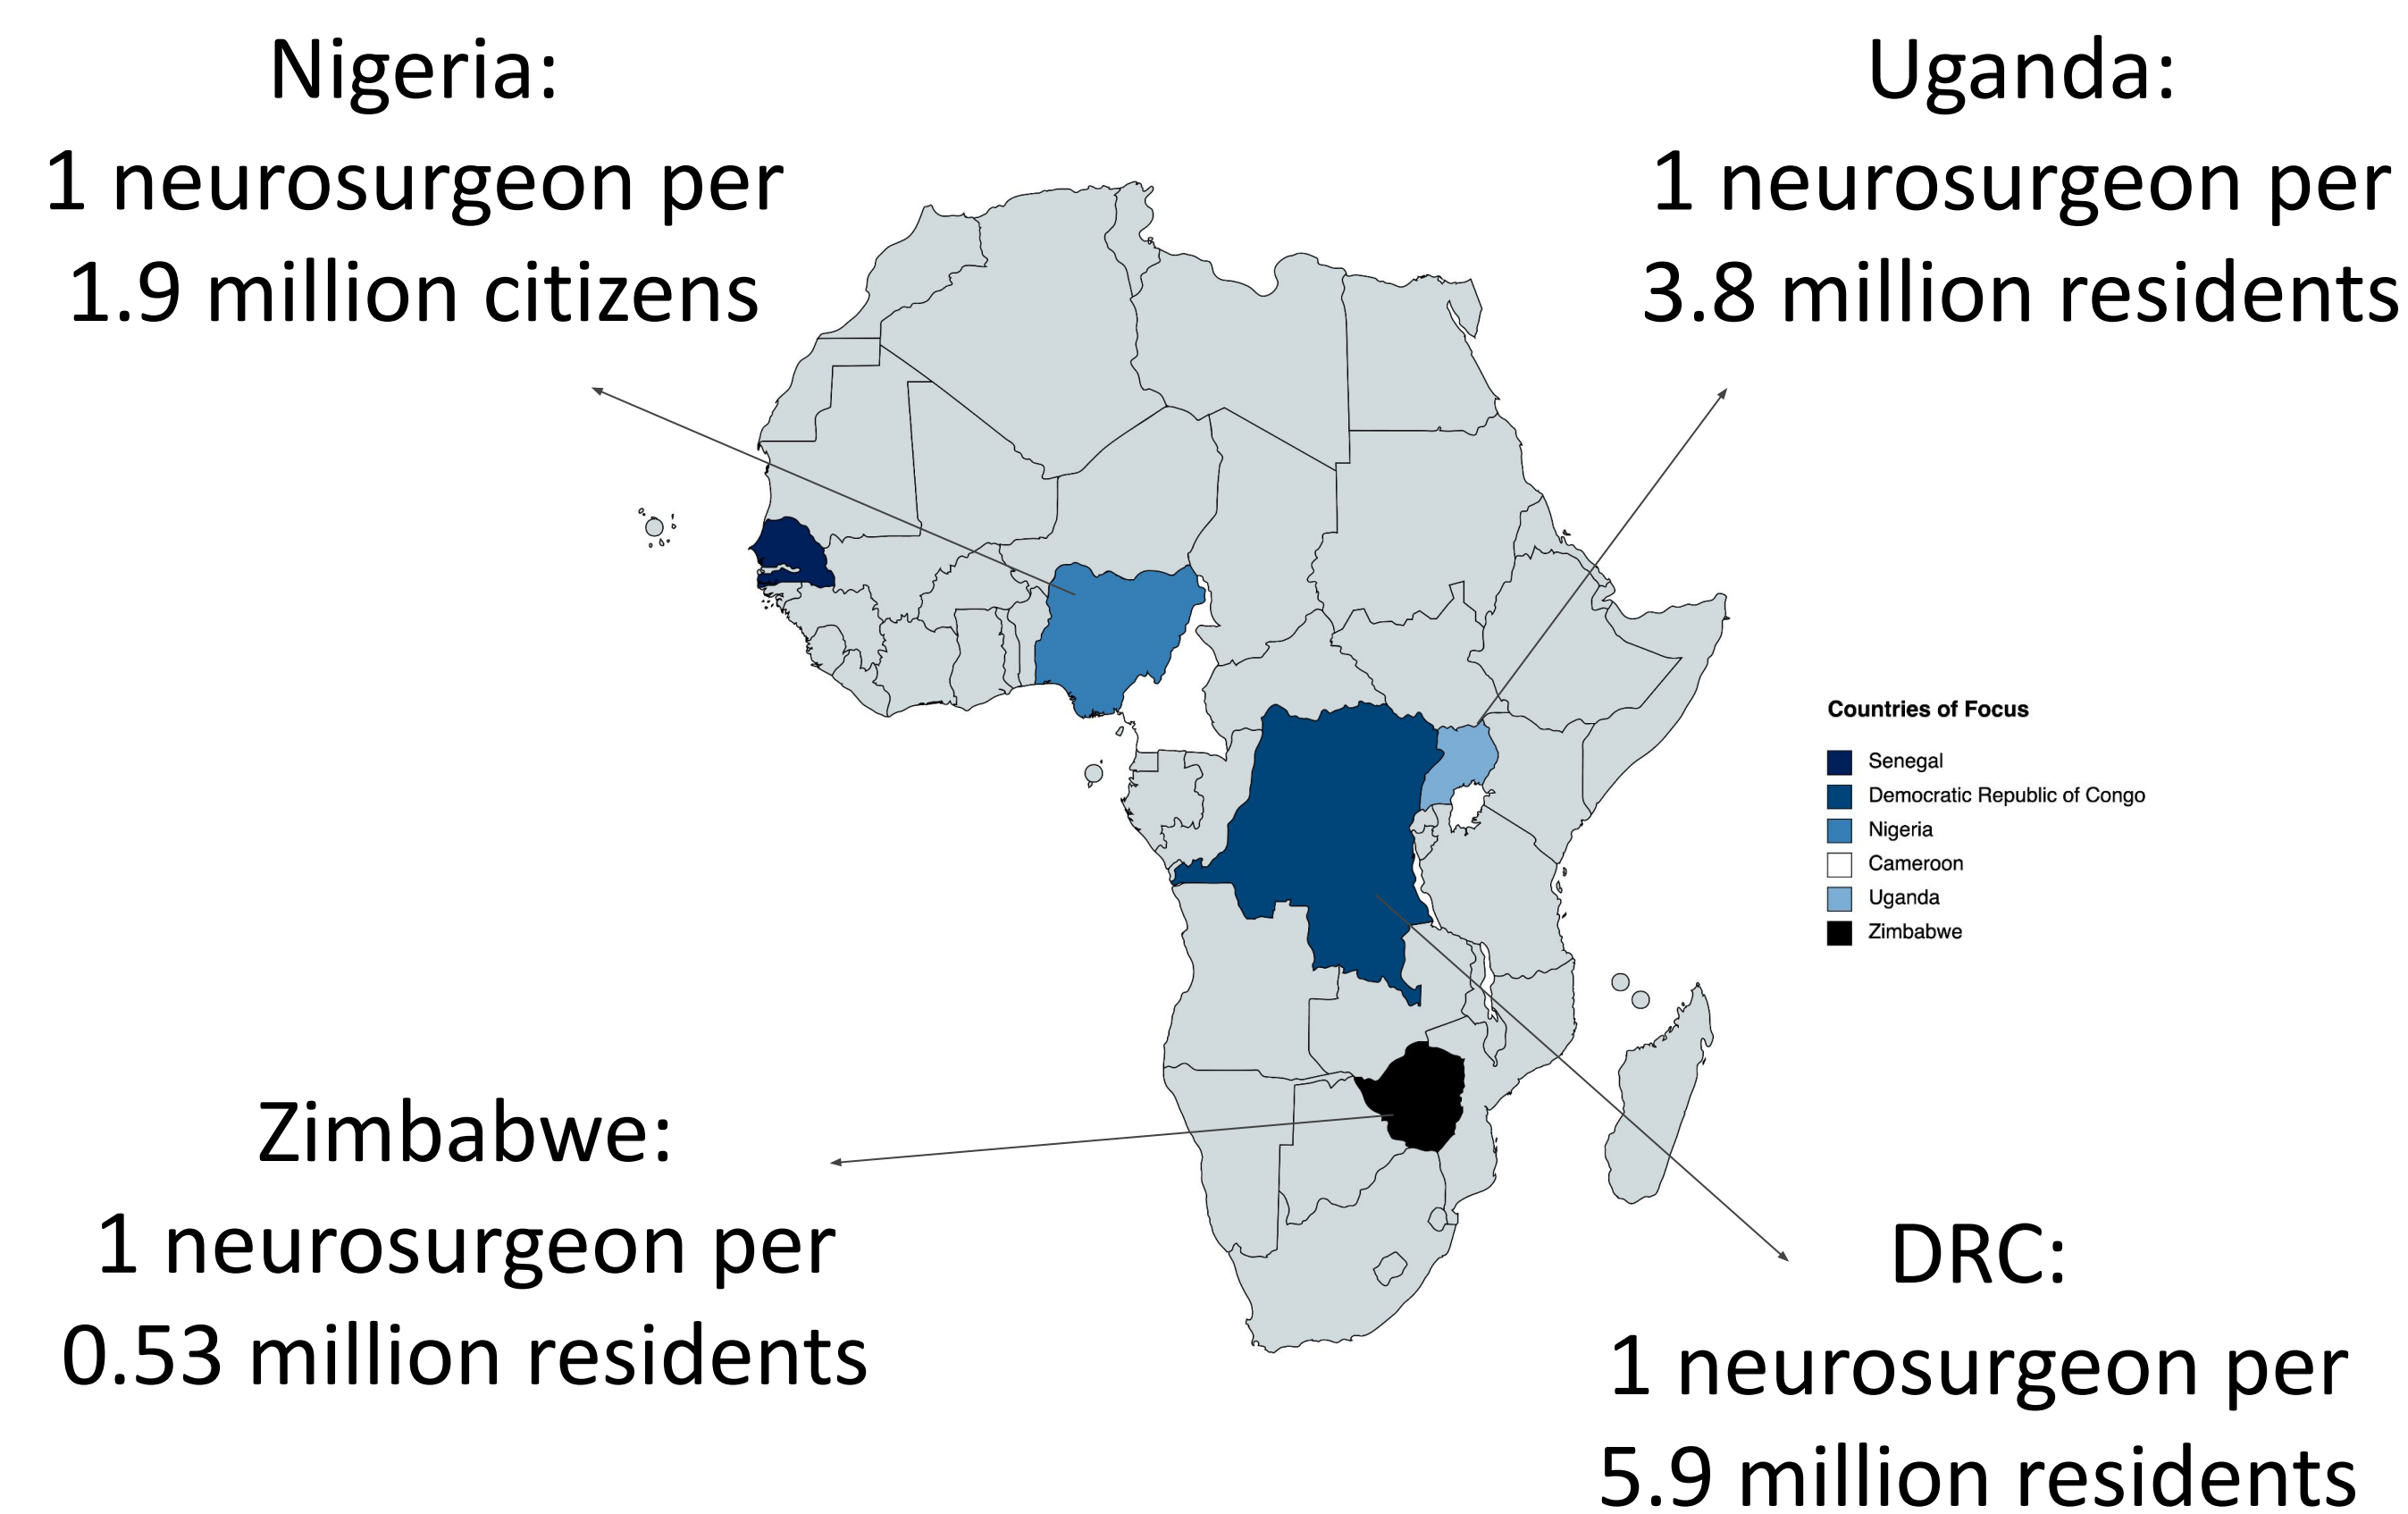 Nigeria:
1 neurosurgeon per
1.9 million citizens
Uganda:
1 neurosurgeon per
3.8 million residents
Countries of Focus
Senegal
Democratic Republic of Congo
Nigeria
Cameroon
Uganda
Zimbabwe
Zimbabwe:
1 neurosurgeon per
0.53 million residents
DRC:
1 neurosurgeon per
5.9 million residents